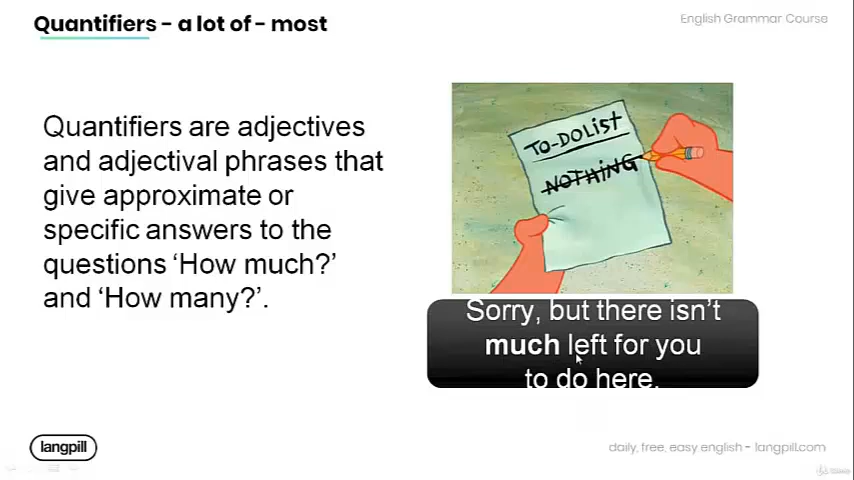 Quantifiers - a lot of - most
English Grammar Course
Quantifiers are adjectives
and adjectival phrases that
give approximate or
specific answers to the
questions ‘How much?’
and ‘How many?’.
TO-DO LIST
NOTHING
Sorry, but there isn’t
much left for you
to do here.
langpill
daily, free, easy english - langpill.com